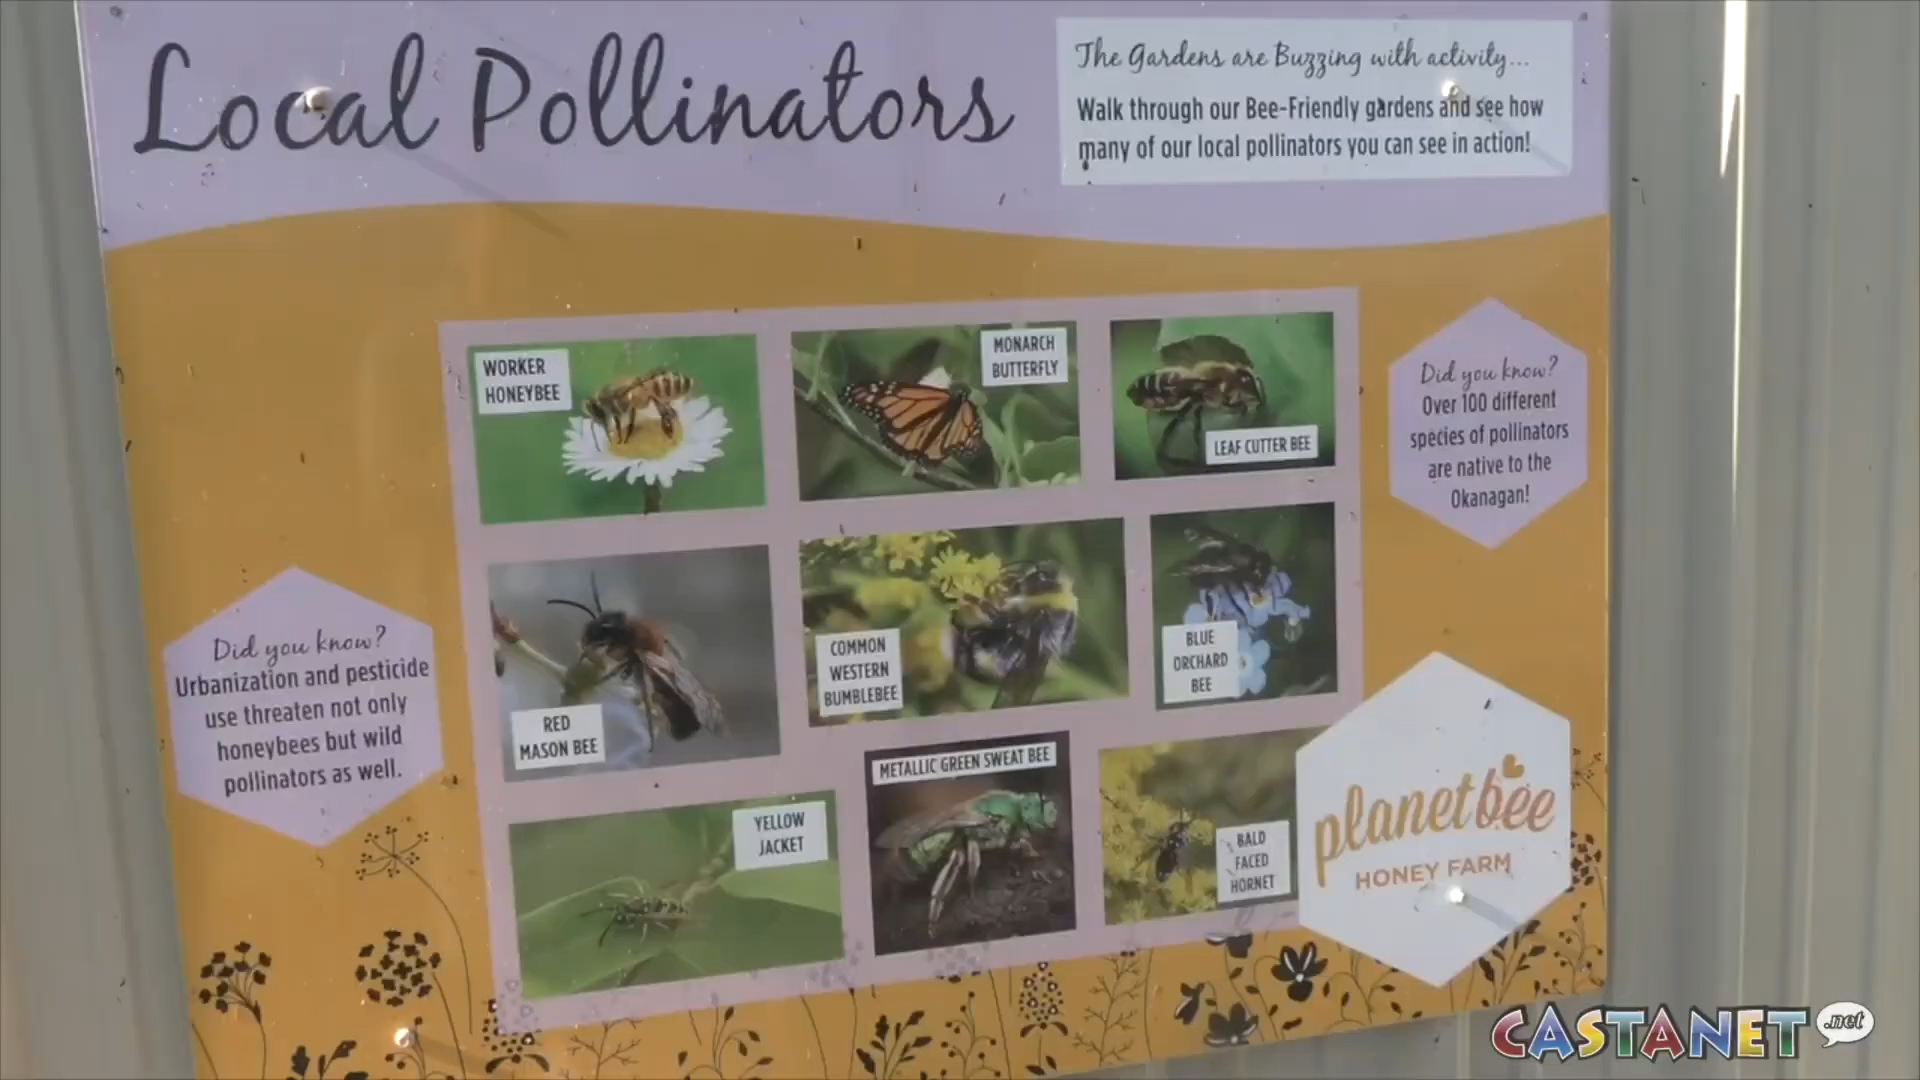 Local Pollinators
The Gardens are Buzzing with activity...
Walk through our Bee-Friendly gardens and see how
many of our local pollinators you can see in action!
WORKER
HONEYBEE
MONARCH
BUTTERFLY
LEAF CUTTER BEE
Did you know?
Over 100 different
species of pollinators
are native to the
Okanagan!
Did you know?
Urbanization and pesticide
use threaten not only
honeybees but wild
pollinators as well.
RED
MASON BEE
COMMON
WESTERN
BUMBLEBEE
BLUE
ORCHARD
BEE
YELLOW
JACKET
METALLIC GREEN SWEAT BEE
BALD
FACED
HORNET
planetbee
HONEY FARM
CASTANET.net